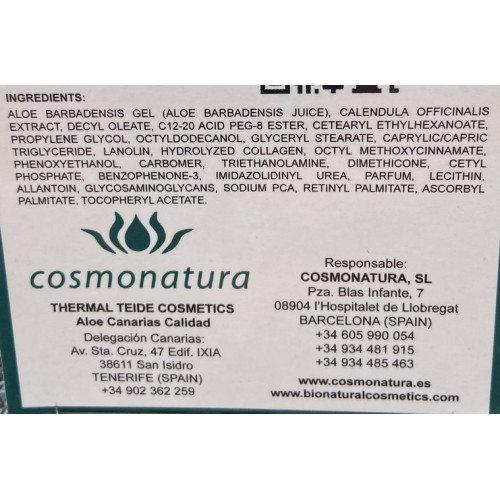 INGREDIENTS:
ALOE BARBADENSIS GEL (ALOE BARBADENSIS JUICE), CALENDULA OFFICINALIS
EXTRACT, DECYL OLEATE, C12-20 ACID PEG-8 ESTER, CETEARYL ETHYLHEXANOATE,
PROPYLENE GLYCOL, OCTYLDODECANOL, GLYCERYL STEARATE, CAPRYLIC/CAPRIC
TRIGLYCERIDE, LANOLIN, HYDROLYZED COLLAGEN, OCTYL METHOXYCINNAMATE,
PHENOXYETHANOL, CARBOMER, TRIETHANOLAMINE, DIMETHICONE, CETYL
PHOSPHATE, BENZOPHENONE-3, IMIDAZOLIDINYL UREA, PARFUM, LECITHIN,
ALLANTOIN, GLYCOSAMINOGLYCANS, SODIUM PCA, RETINYL PALMITATE, ASCORBYL
PALMITATE, TOCOPHERYL ACETATE.
cosmonatura
THERMAL TEIDE COSMETICS
Aloe Canarias Calidad
Delegación Canarias:
Av. Sta. Cruz, 47 Edif. IXIA
38611 San Isidro
TENERIFE (SPAIN)
+34 902 362 259
Responsable:
COSMONATURA, SL
Pza. Blas Infante, 7
08904 l'Hospitalet de Llobregat
BARCELONA (SPAIN)
+34 605 990 054
+34 934 481 915
+34 934 485 463
www.cosmonatura.es
www.bionaturalcosmetics.com